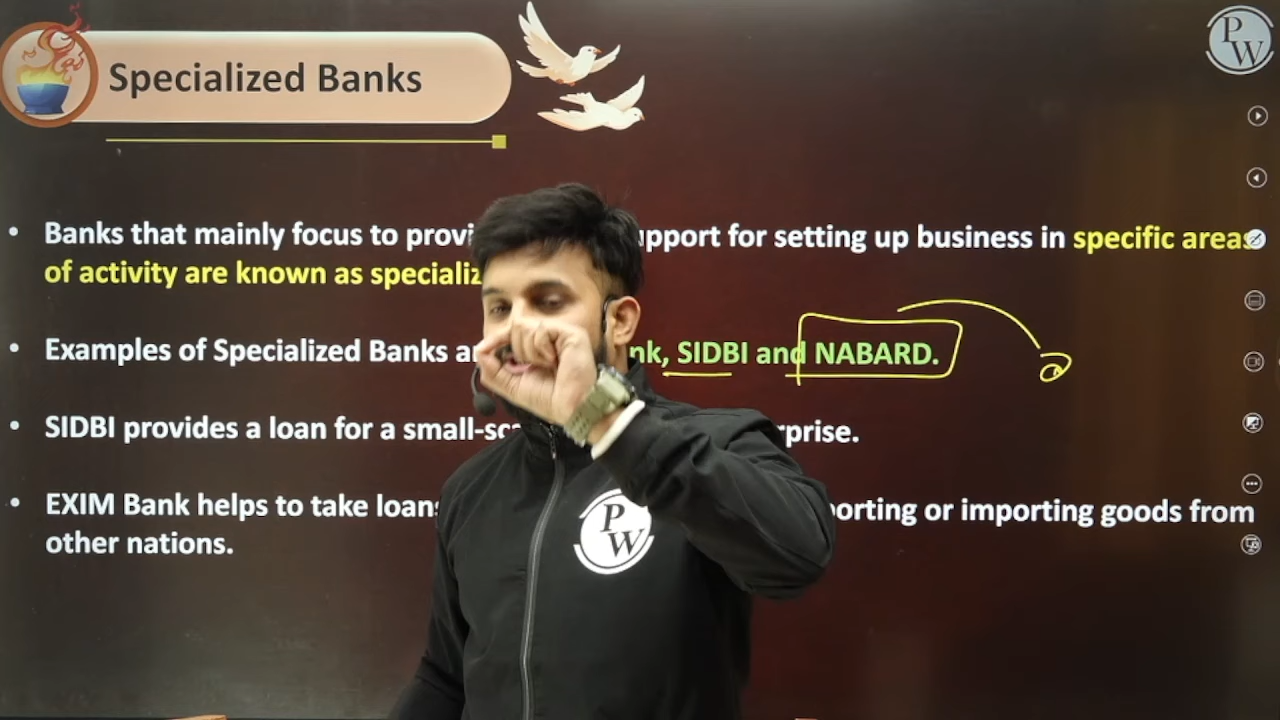 Specialized Banks
PW
• Banks that mainly focus to provi upport for setting up business in specific areas
of activity are known as specializ
• Examples of Specialized Banks a nk, SIDBI and NABARD.
• SIDBI provides a loan for a small-sc rprise.
• EXIM Bank helps to take loans porting or importing goods from
other nations.
PW